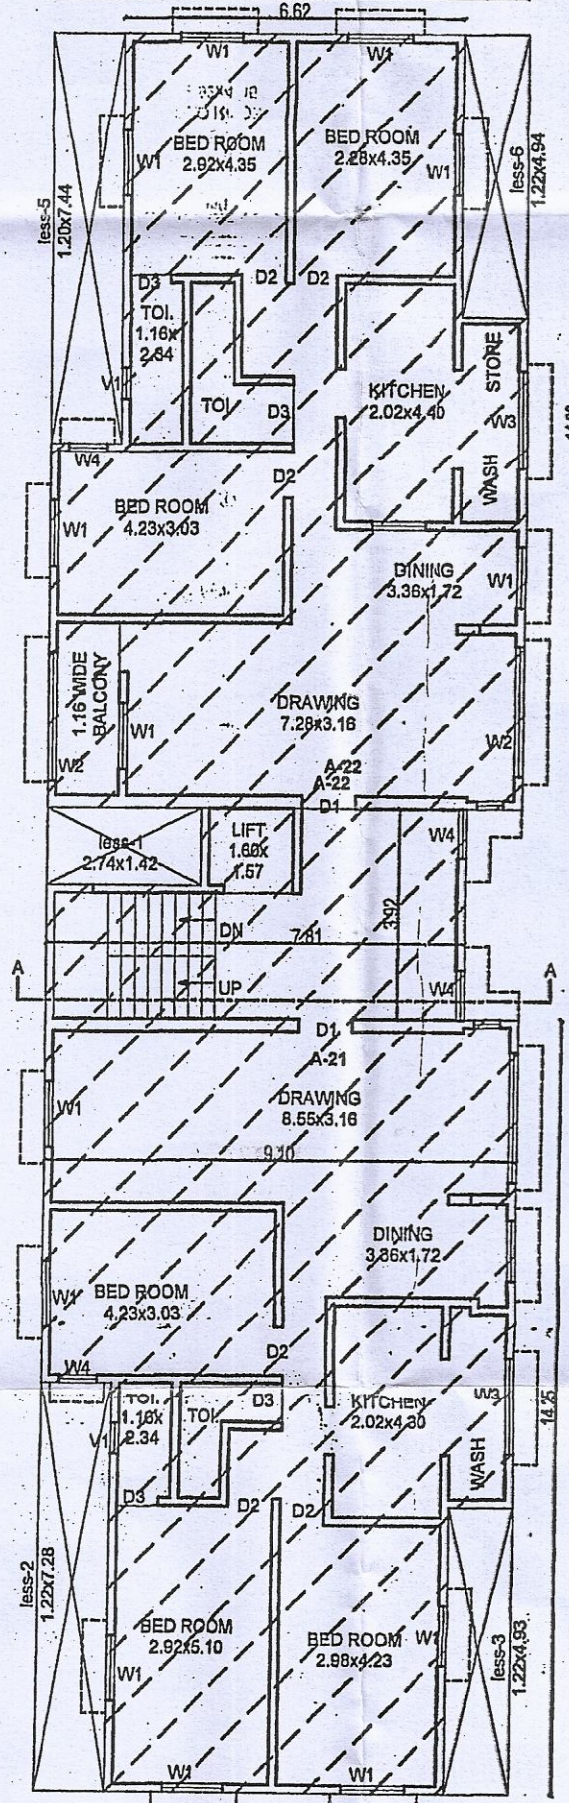 6.62
W1
W1
BED ROOM
2.92x4.35
BED ROOM
2.28x4.35
W1
W1
less-5
1.20x7.44
less-6
1.22x4.94
D3
D2
D2
TOI.
1.16x
TOI.
D3
V1
KITCHEN
2.02x4.40
STORE
W3
WASH
W4
D2
BED ROOM
4.23x3.03
W1
DINING
3.36x1.72
W1
1.16 WIDE
BALCONY
W2
W1
DRAWING
7.28x3.16
W2
A-22
A-22
D1
less-1
2.74x1.42
LIFT
1.60x
1.57
W4
DN
7.81
3.92
UP
W4
A
A
D1
A-21
DRAWING
8.55x3.16
W1
9.10
DINING
3.36x1.72
BED ROOM
4.23x3.03
W1
D2
W4
TOI.
1.16x
2.34
TOI.
D3
V1
KITCHEN
2.02x4.30
W3
WASH
14.25
D3
D2
D2
less-2
1.22x7.28
BED ROOM
2.92x5.10
W1
BED ROOM
2.98x4.23
W1
less-3
1.22x4.93
W1
W1